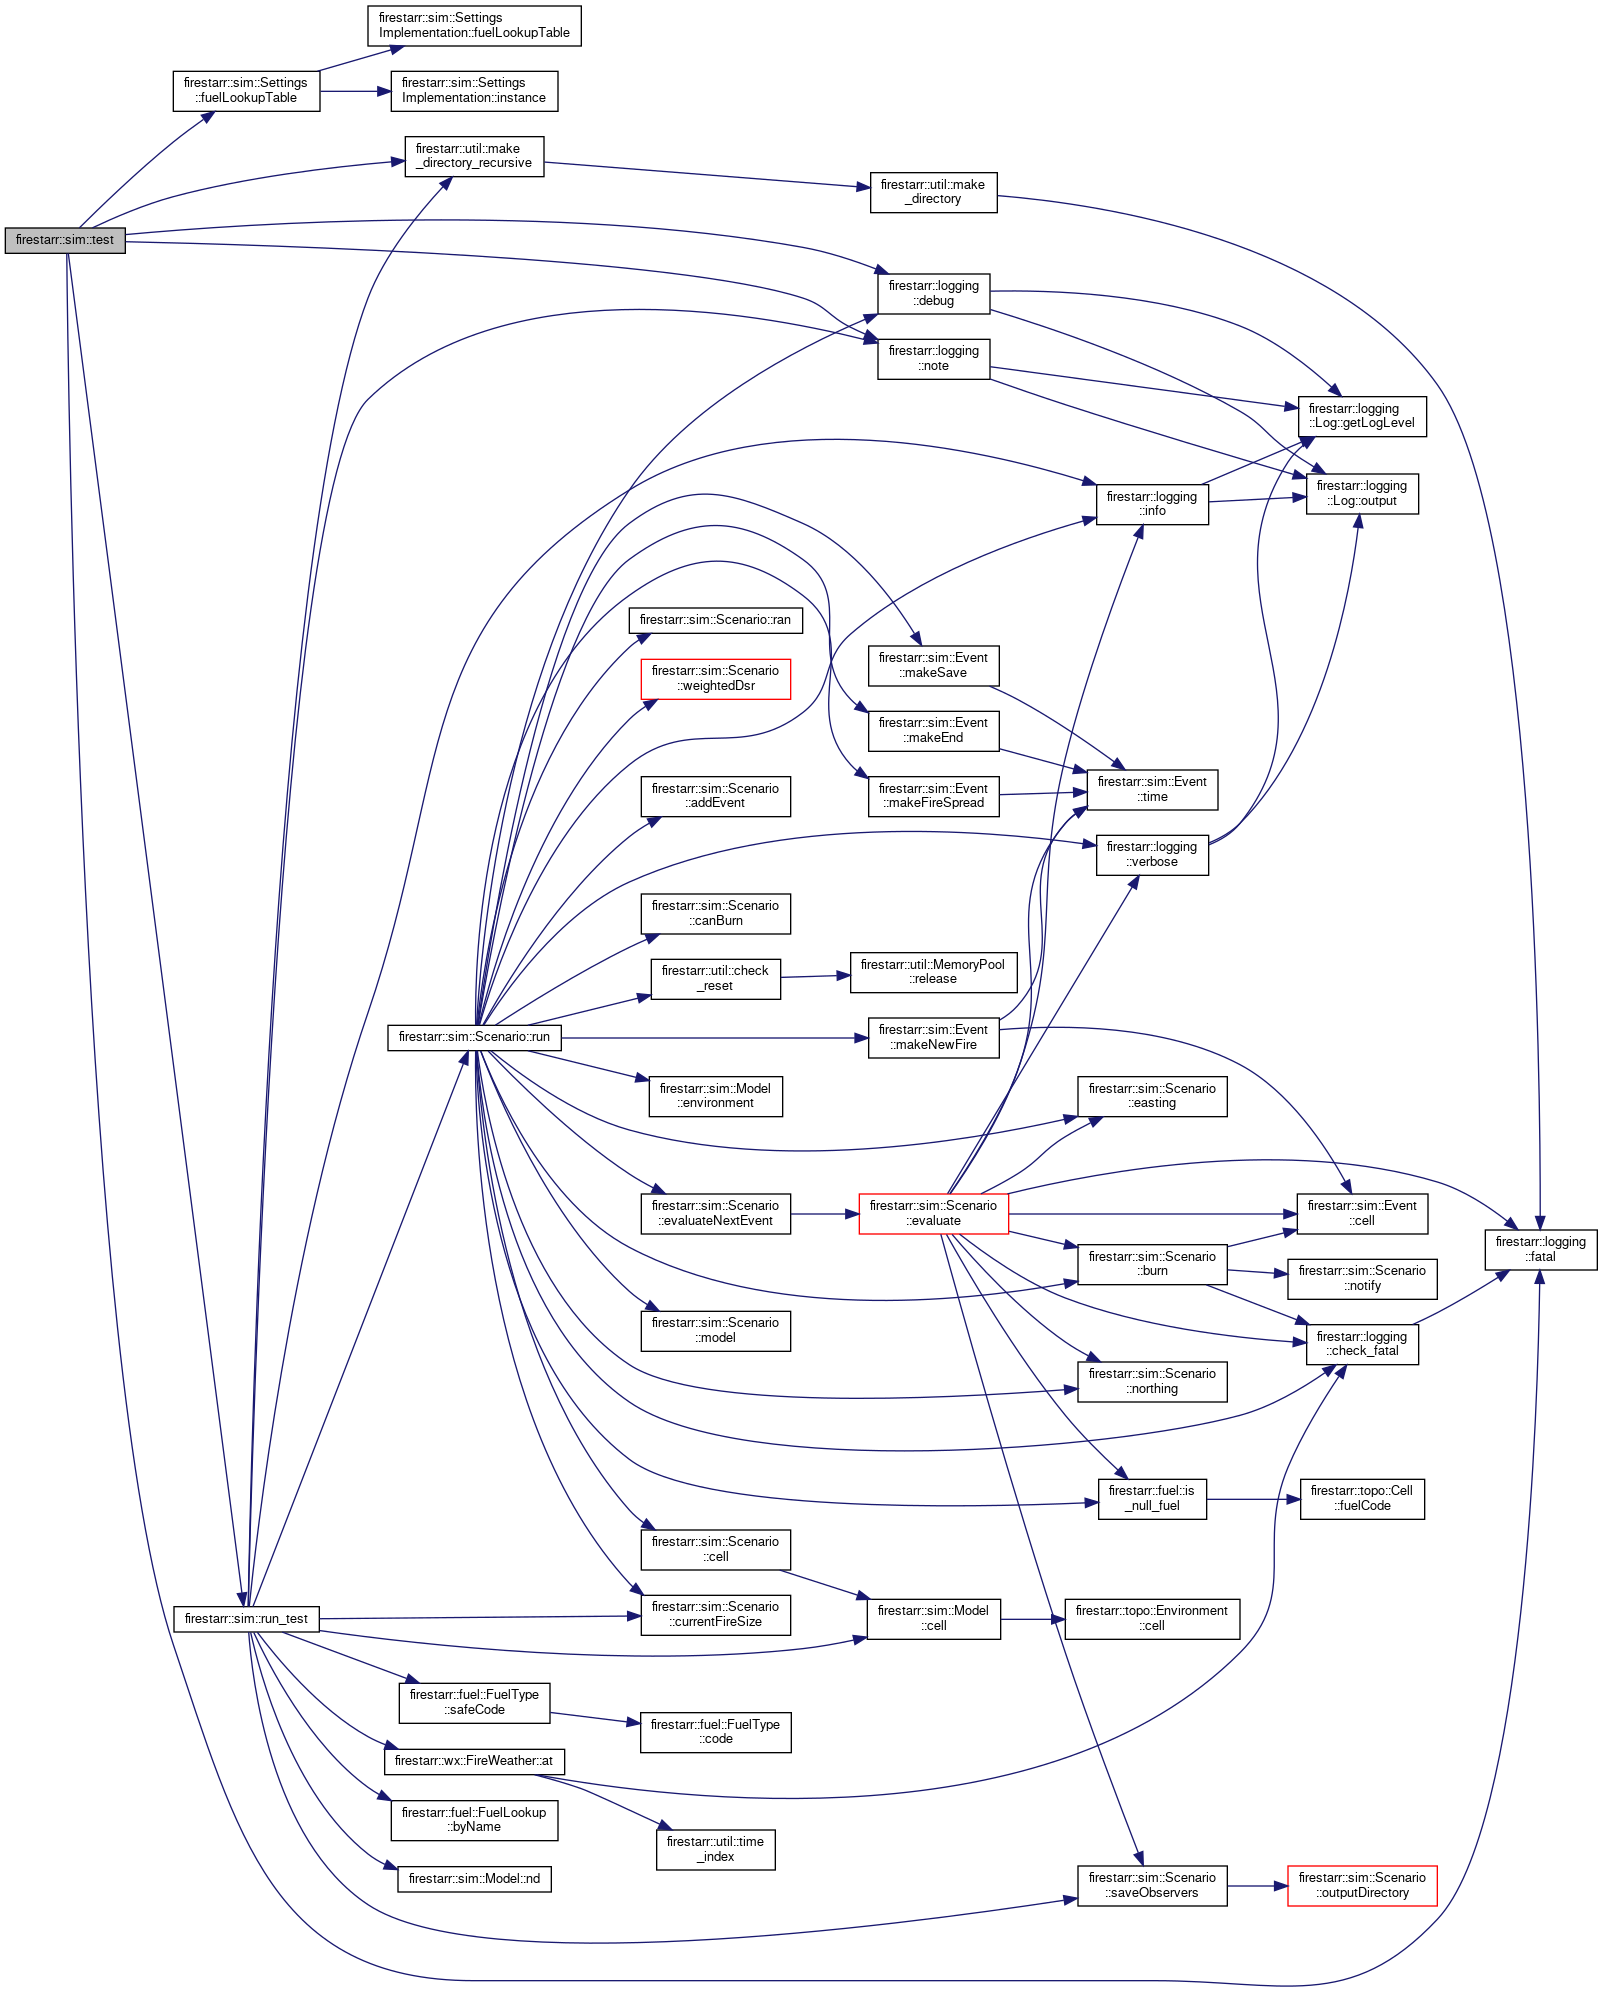 firestarr::sim::Settings
Implementation::fuelLookupTable
firestarr::sim::Settings
::fuelLookupTable
firestarr::sim::Settings
Implementation::instance
firestarr::util::make
_directory_recursive
firestarr::util::make
_directory
firestarr::sim::test
firestarr::logging
::debug
firestarr::logging
::note
firestarr::logging
::Log::getLogLevel
firestarr::logging
::Log::output
firestarr::logging
::info
firestarr::sim::Scenario::ran
firestarr::sim::Event
::makeSave
firestarr::sim::Scenario
::weightedDsr
firestarr::sim::Event
::makeEnd
firestarr::sim::Event
::time
firestarr::sim::Scenario
::addEvent
firestarr::sim::Event
::makeFireSpread
firestarr::logging
::verbose
firestarr::sim::Scenario
::canBurn
firestarr::util::check
_reset
firestarr::util::MemoryPool
::release
firestarr::sim::Scenario::run
firestarr::sim::Event
::makeNewFire
firestarr::sim::Model
::environment
firestarr::sim::Scenario
::easting
firestarr::sim::Scenario
::evaluateNextEvent
firestarr::sim::Scenario
::evaluate
firestarr::sim::Event
::cell
firestarr::logging
::fatal
firestarr::sim::Scenario
::burn
firestarr::sim::Scenario
::notify
firestarr::sim::Scenario
::model
firestarr::logging
::check_fatal
firestarr::sim::Scenario
::northing
firestarr::fuel::is
_null_fuel
firestarr::topo::Cell
::fuelCode
firestarr::sim::Scenario
::cell
firestarr::sim::run_test
firestarr::sim::Scenario
::currentFireSize
firestarr::sim::Model
::cell
firestarr::topo::Environment
::cell
firestarr::fuel::FuelType
::safeCode
firestarr::fuel::FuelType
::code
firestarr::wx::FireWeather::at
firestarr::fuel::FuelLookup
::byName
firestarr::util::time
_index
firestarr::sim::Model::nd
firestarr::sim::Scenario
::saveObservers
firestarr::sim::Scenario
::outputDirectory